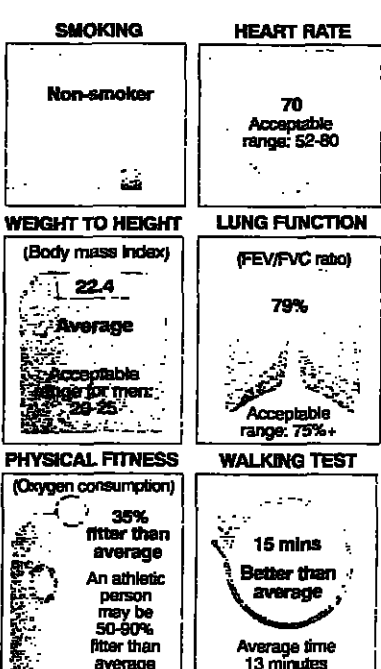 SMOKING
Non-smoker
HEART RATE
70
Acceptable
range: 52-80
WEIGHT TO HEIGHT
(Body mass index)
22.4
Average
Acceptable
range for men:
20-25
LUNG FUNCTION
(FEV/FVC ratio)
79%
Acceptable
range: 75%+
PHYSICAL FITNESS
(Oxygen consumption)
35%
fitter than
average
An athletic
person
may be
50-90%
fitter than
average
WALKING TEST
15 mins
Better than
average
Average time
13 minutes